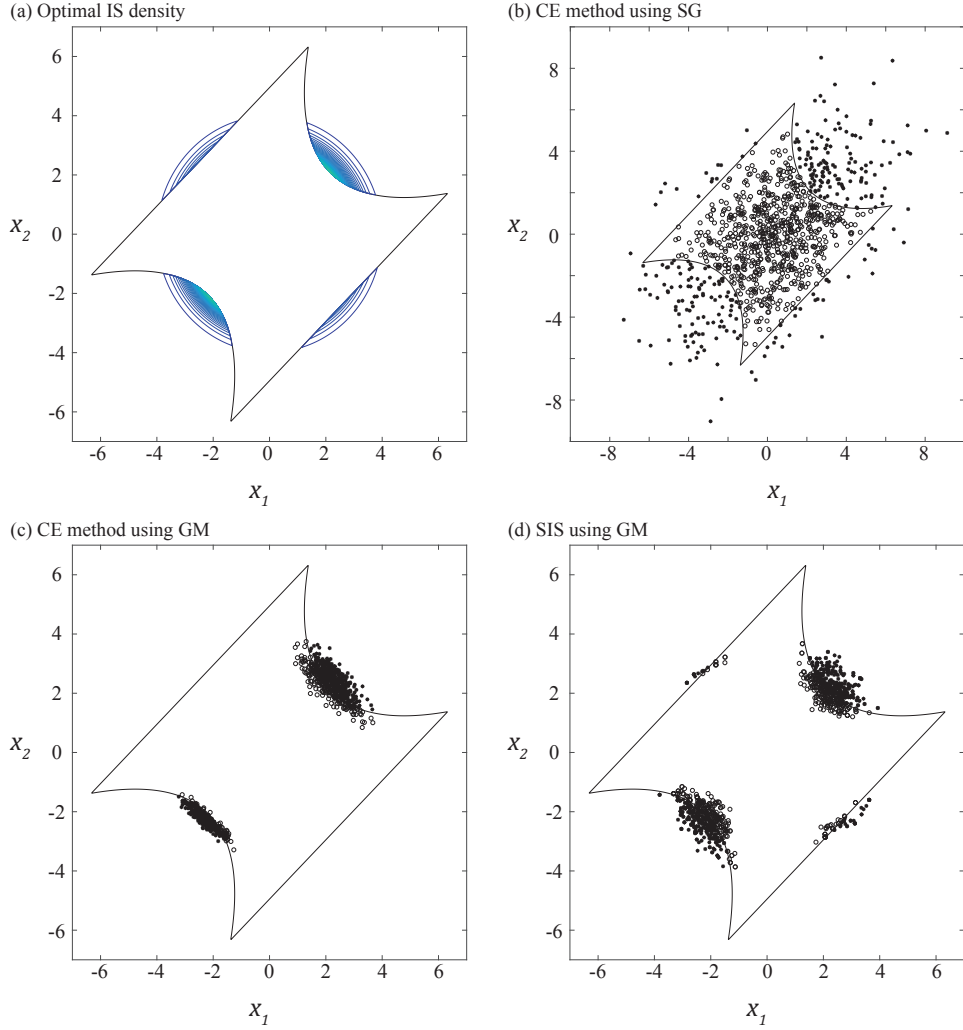 (a) Optimal IS density
(b) CE method using SG
6
4
2
0
-2
-4
-6
x2
-6 -4 -2 0 2 4 6
x1
8
4
0
-4
-8
x2
-8 -4 0 4 8
x1
(c) CE method using GM
(d) SIS using GM
6
4
2
0
-2
-4
-6
x2
-6 -4 -2 0 2 4 6
x1
6
4
2
0
-2
-4
-6
x2
-6 -4 -2 0 2 4 6
x1